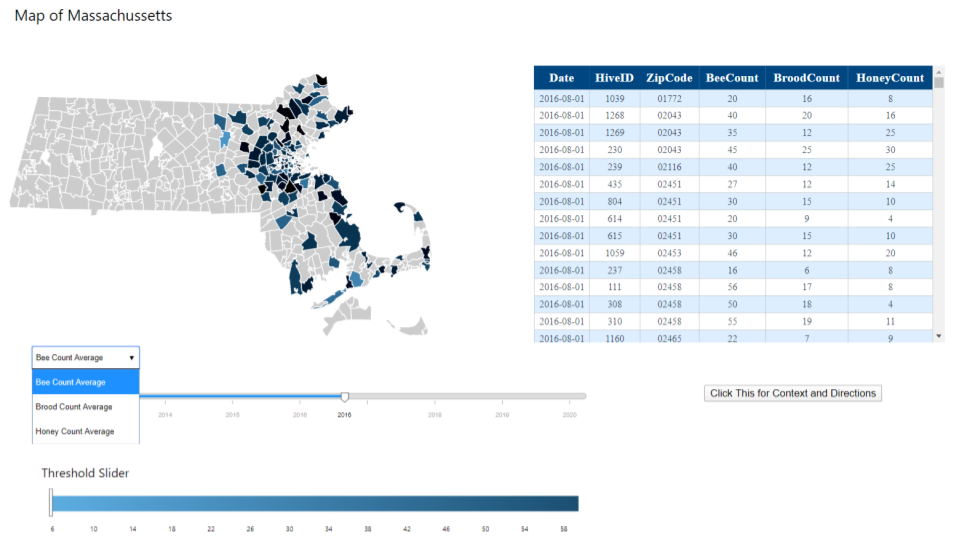 Map of Massachussetts
Date HiveID ZipCode BeeCount BroodCount HoneyCount
2016-08-01 1039 01772 20 16 8
2016-08-01 1268 02043 40 20 16
2016-08-01 1269 02043 35 12 25
2016-08-01 230 02043 45 25 30
2016-08-01 239 02116 40 12 25
2016-08-01 435 02451 27 12 14
2016-08-01 804 02451 30 15 10
2016-08-01 614 02451 20 9 4
2016-08-01 615 02451 30 15 10
2016-08-01 1059 02453 46 12 20
2016-08-01 237 02458 16 6 8
2016-08-01 111 02458 56 17 8
2016-08-01 308 02458 50 18 4
2016-08-01 310 02458 55 19 11
2016-08-01 1160 02465 22 7 9
Bee Count Average
Bee Count Average
Brood Count Average
Honey Count Average
2014 2015 2016 2016 2018 2019 2020
Click This for Context and Directions
Threshold Slider
6 10 14 18 22 26 30 34 38 42 46 50 54 58